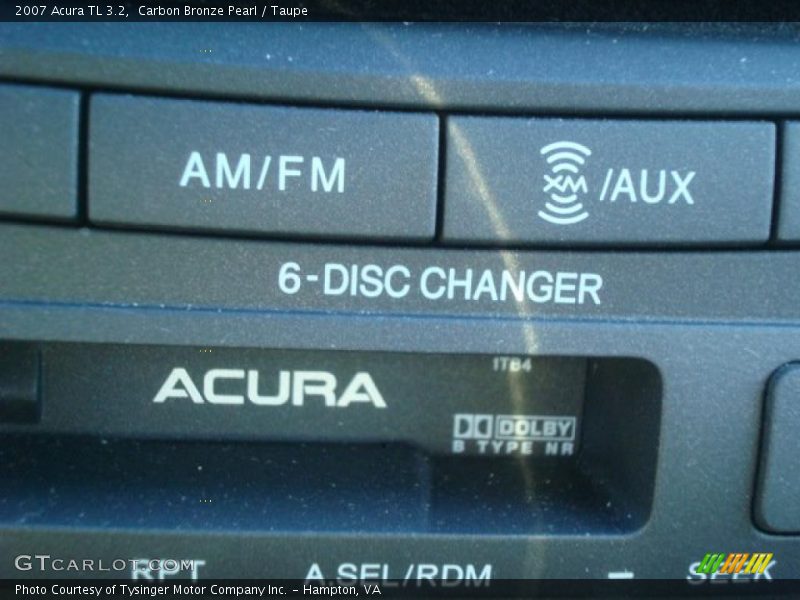 2007 Acura TL 3.2, Carbon Bronze Pearl / Taupe
AM/FM
XM /AUX
6-DISC CHANGER
ACURA
1TB4
DOLBY
B TYPE NR
RPT A.SEL/RDM − SEEK
GTCARLOT.COM
Photo Courtesy of Tysinger Motor Company Inc. – Hampton, VA